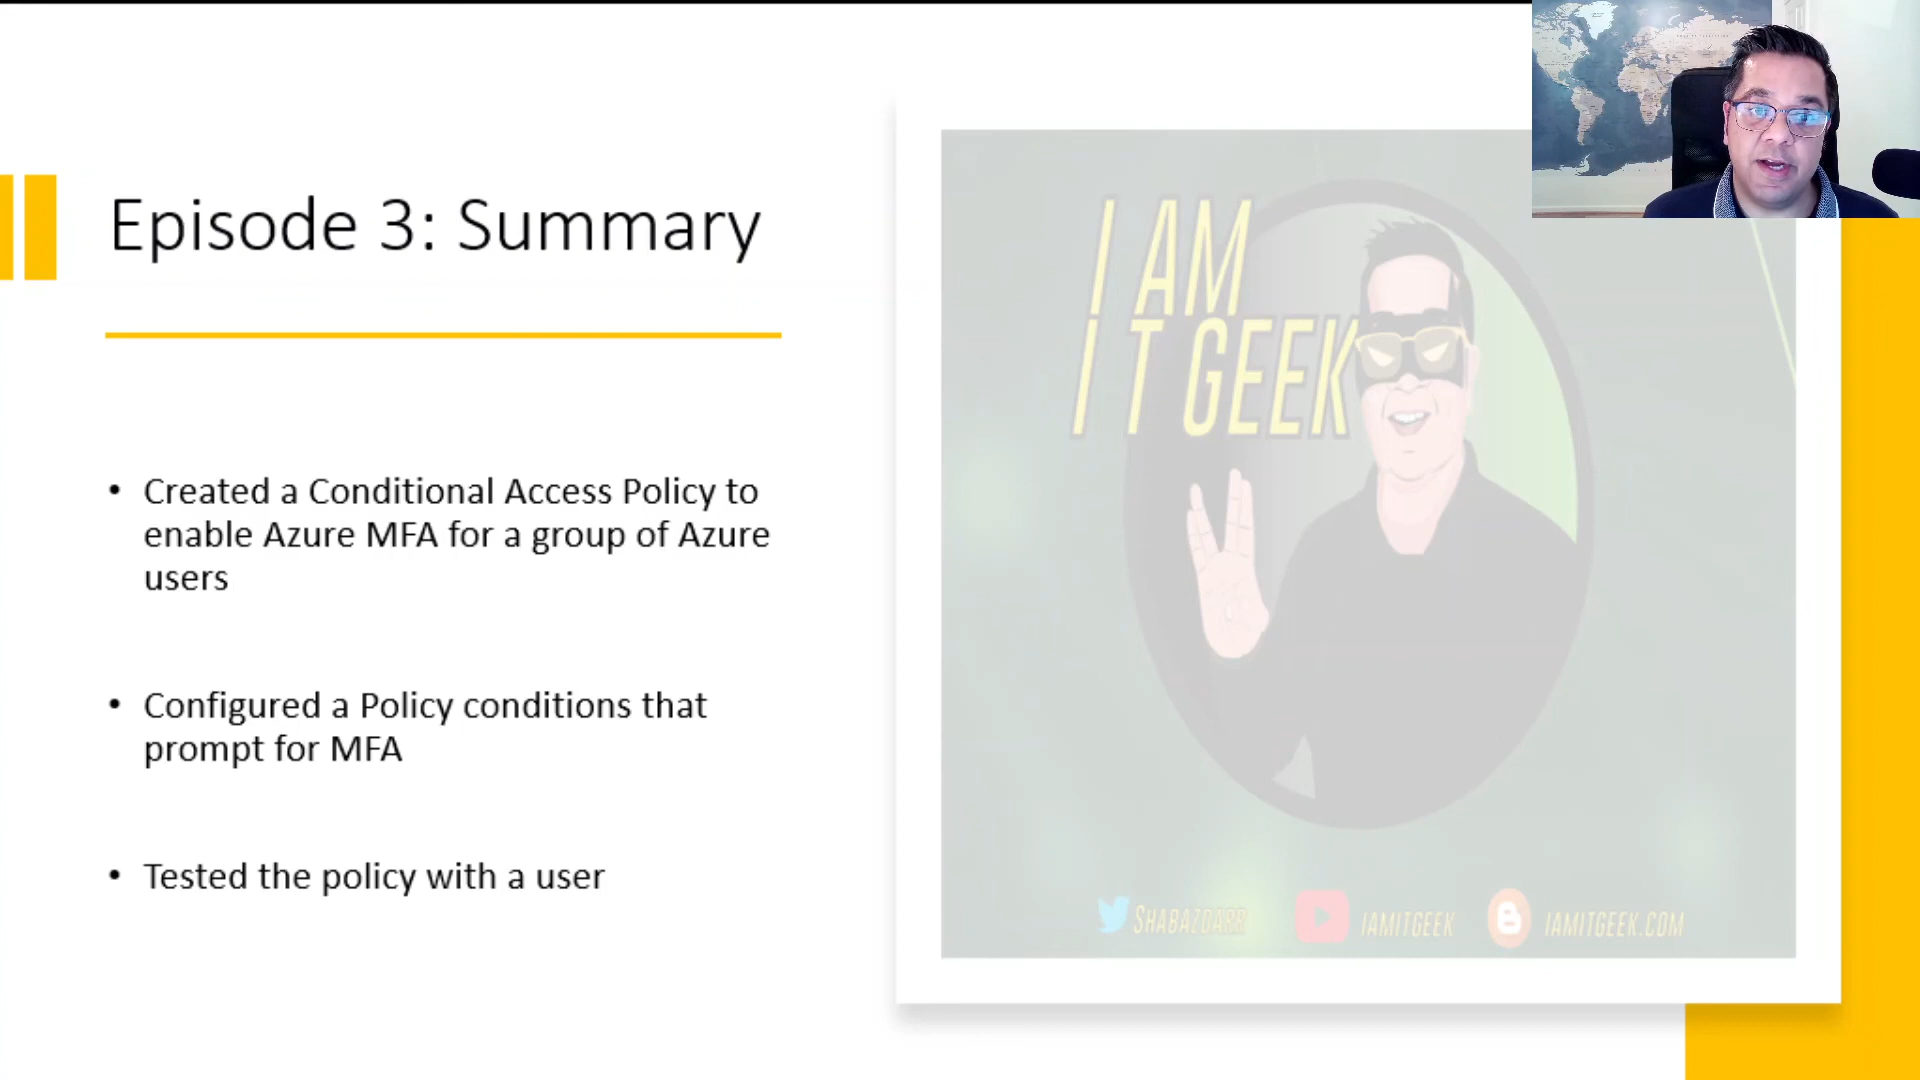 Episode 3: Summary
• Created a Conditional Access Policy to
enable Azure MFA for a group of Azure
users
• Configured a Policy conditions that
prompt for MFA
• Tested the policy with a user
I AM
I T GEEK
SHABAZDARR
IAMITGEEK
IAMITGEEK.COM